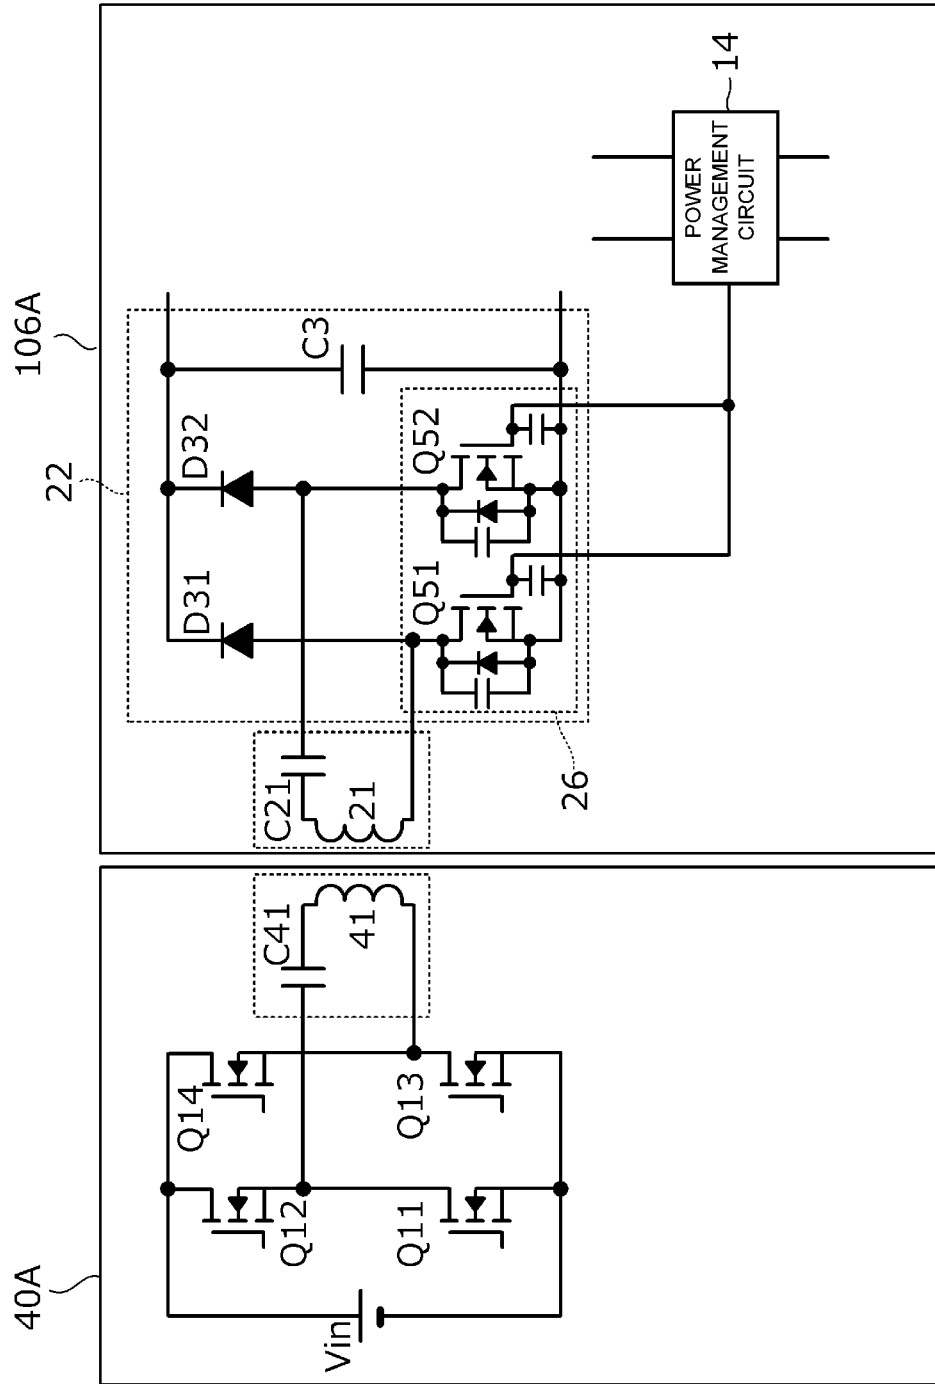 40A
106A
22
Vin
Q12
Q14
Q11
Q13
C41
41
C21
21
D31
D32
C3
Q51
Q52
26
POWER
MANAGEMENT
CIRCUIT
14